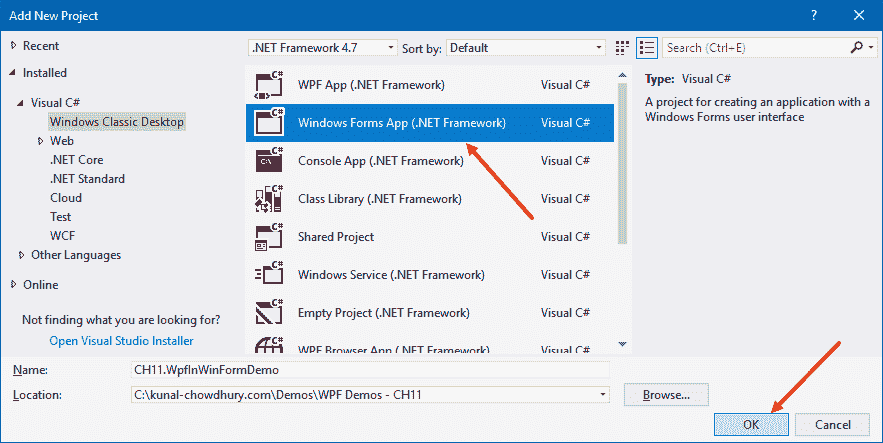 Add New Project
Recent
Installed
Visual C#
Windows Classic Desktop
Web
.NET Core
.NET Standard
Cloud
Test
WCF
Other Languages
Online
Not finding what you are looking for?
Open Visual Studio Installer
.NET Framework 4.7 Sort by: Default
WPF App (.NET Framework) Visual C#
Windows Forms App (.NET Framework) Visual C#
Console App (.NET Framework) Visual C#
Class Library (.NET Framework) Visual C#
Shared Project Visual C#
Windows Service (.NET Framework) Visual C#
Empty Project (.NET Framework) Visual C#
WPF Browser App (.NET Framework) Visual C#
Search (Ctrl+E)
Type: Visual C#
A project for creating an application with a
Windows Forms user interface
Name: CH11.WpfInWinFormDemo
Location: C:\kunal-chowdhury.com\Demos\WPF Demos - CH11 Browse...
OK Cancel